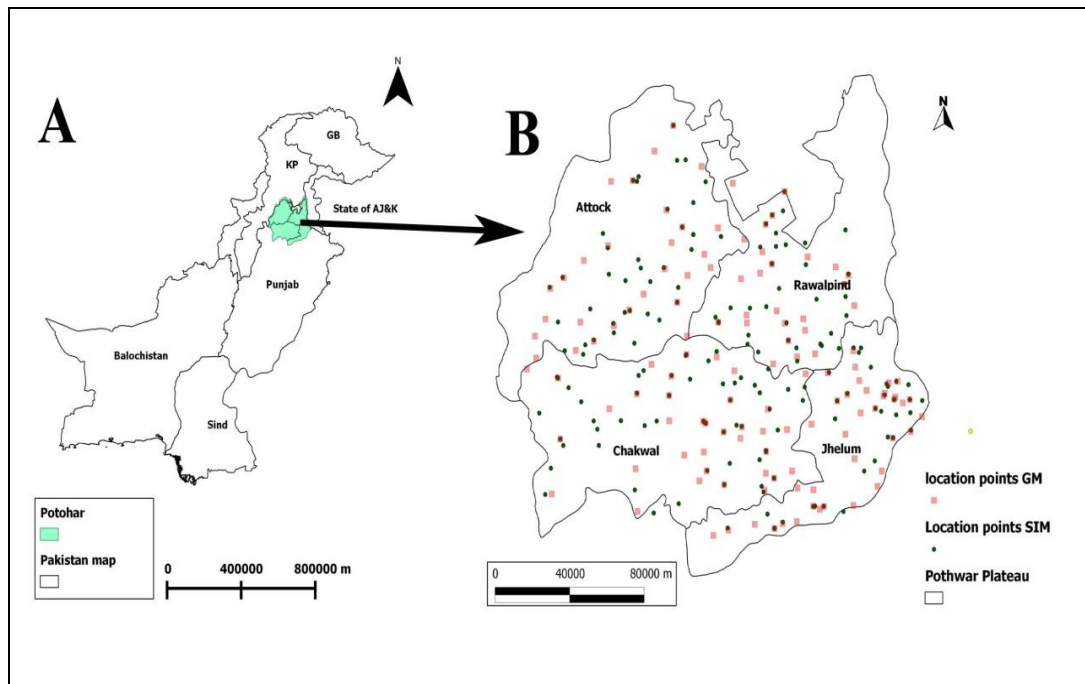 A
N
GB
KP
State of AJ&K
Punjab
Balochistan
Sind
Potohar
Pakistan map
0 400000 800000 m
B
N
Attock
Rawalpind
Chakwal
Jhelum
location points GM
Location points SIM
Pothwar Plateau
0 40000 80000 m